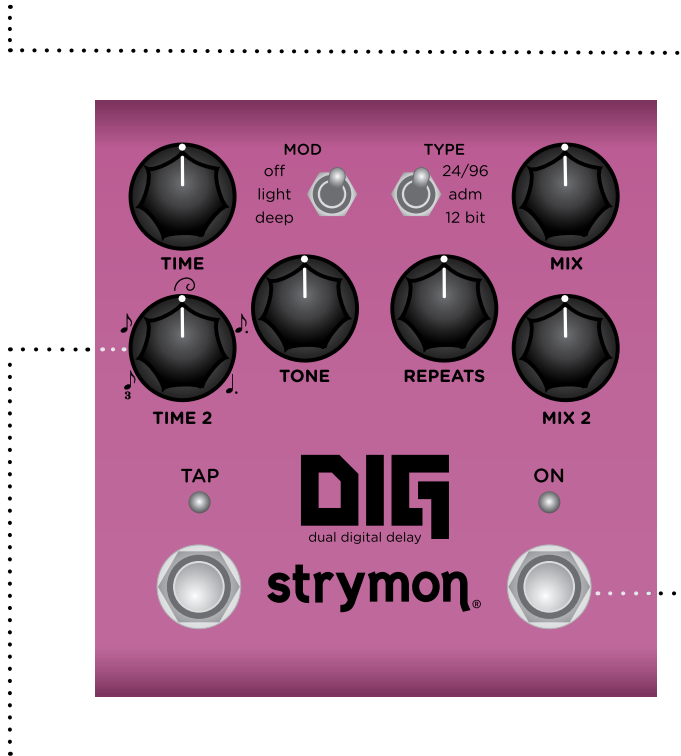 MOD
TYPE
off
24/96
light
adm
deep
12 bit
TIME
MIX
3
TONE
REPEATS
TIME 2
MIX 2
TAP
ON
DIG
dual digital delay
strymon®